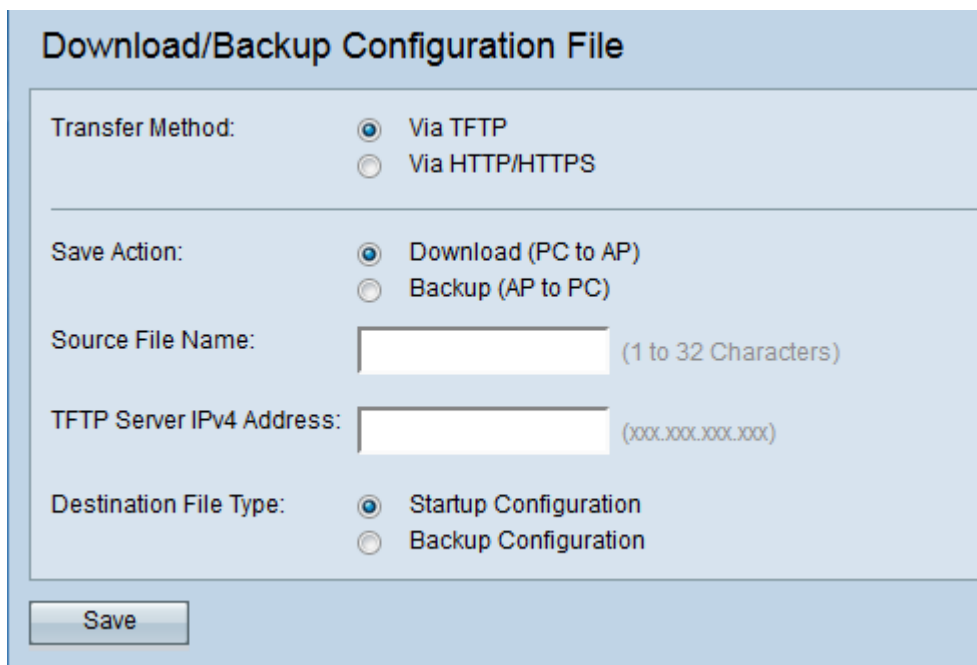 Download/Backup Configuration File
Transfer Method:
Via TFTP
Via HTTP/HTTPS
Save Action:
Download (PC to AP)
Backup (AP to PC)
Source File Name:
(1 to 32 Characters)
TFTP Server IPv4 Address:
(xxx.xxx.xxx.xxx)
Destination File Type:
Startup Configuration
Backup Configuration
Save